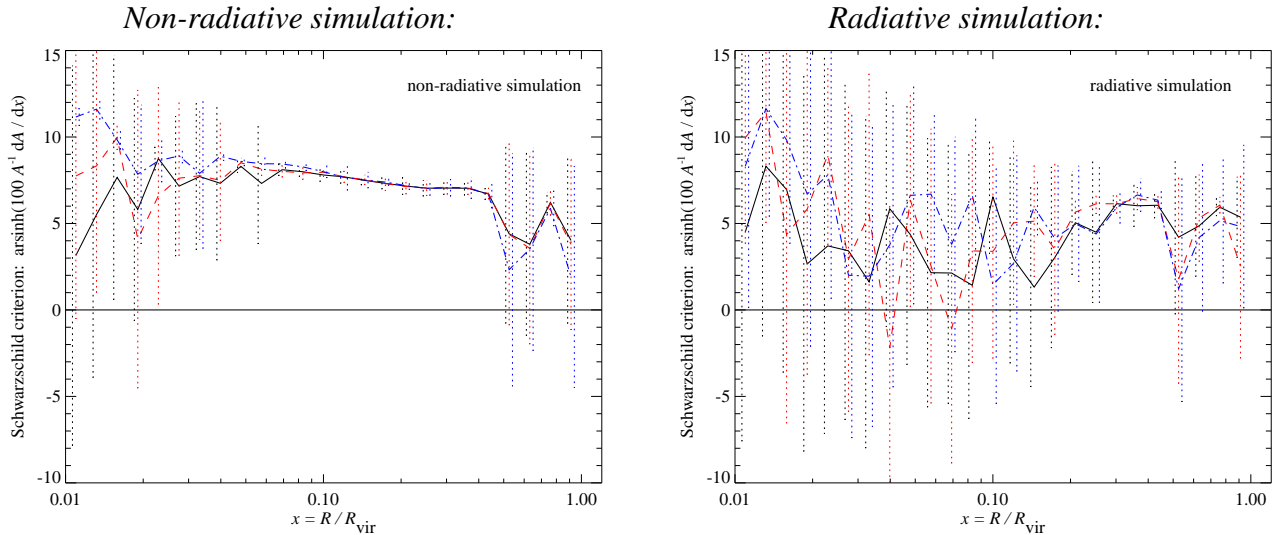 Non-radiative simulation:
Schwarzschild criterion: arsinh(100 A⁻¹ dA / dx)
15
10
5
0
-5
-10
non-radiative simulation
0.01
0.10
1.00
x = R / R_vir
Radiative simulation:
Schwarzschild criterion: arsinh(100 A⁻¹ dA / dx)
15
10
5
0
-5
-10
radiative simulation
0.01
0.10
1.00
x = R / R_vir